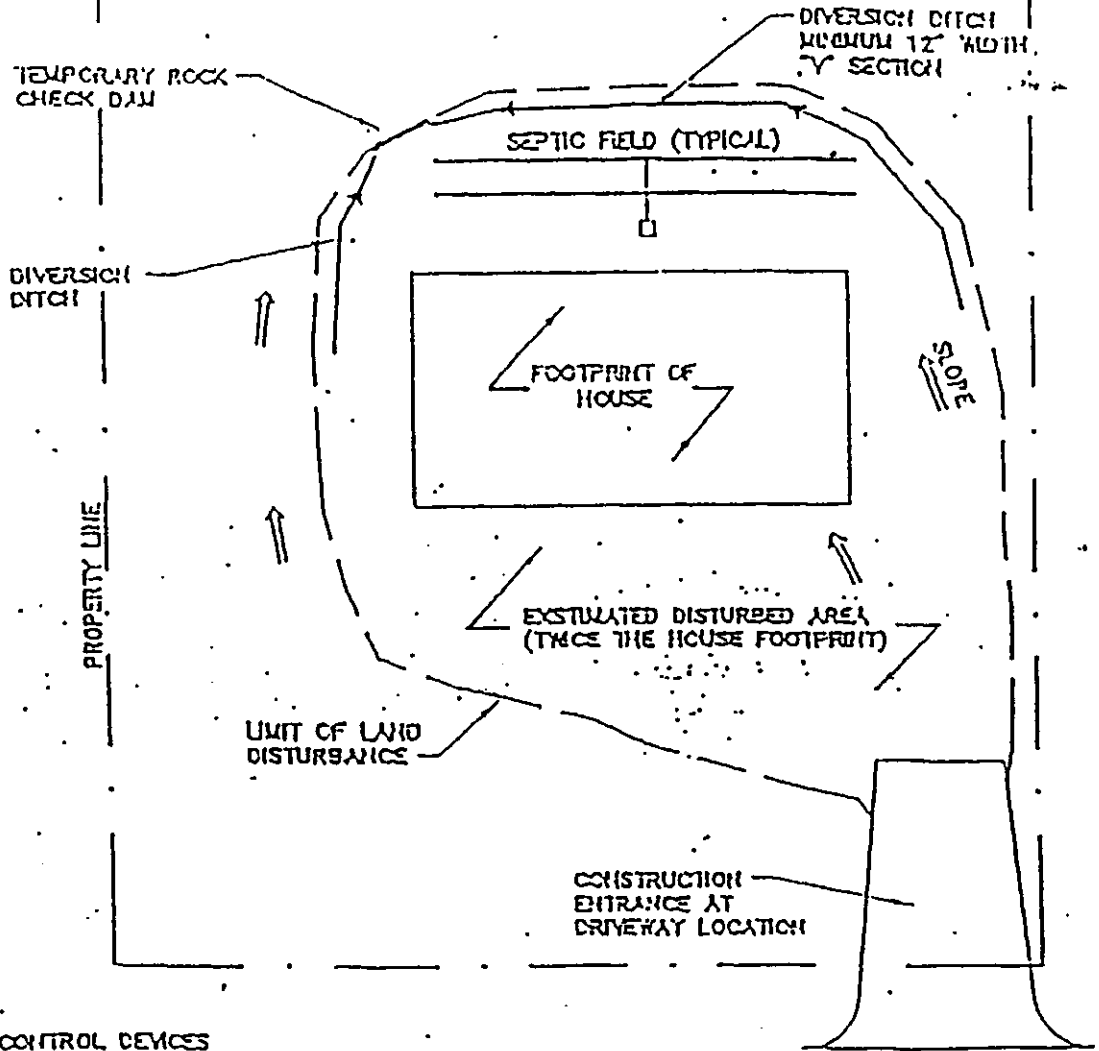 DIVERSION DITCH
MINIMUM 12" WIDTH,
"V" SECTION
TEMPORARY ROCK
CHECK DAM
SEPTIC FIELD (TYPICAL)
DIVERSION
DITCH
SLOPE
FOOTPRINT OF
HOUSE
PROPERTY LINE
EXSTIMATED DISTURBED AREA
(TWICE THE HOUSE FOOTPRINT)
LIMIT OF LAND
DISTURBANCE
CONSTRUCTION
ENTRANCE AT
DRIVEWAY LOCATION
CONTROL DEVICES